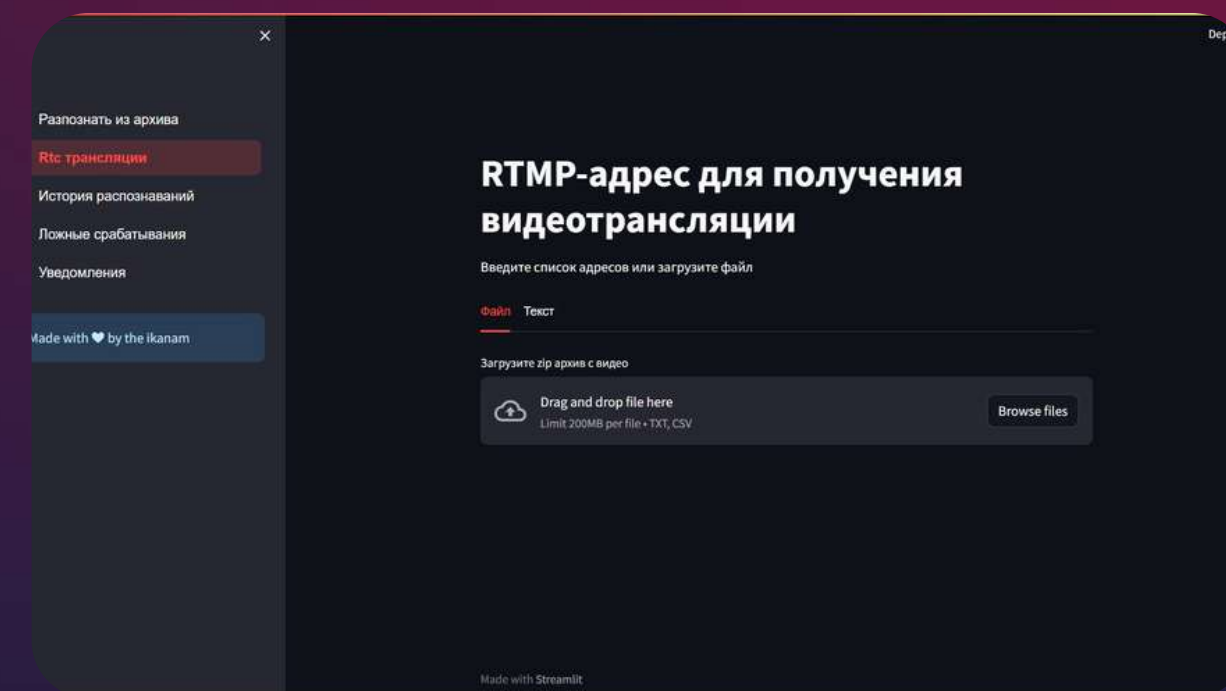 Разпознать из архива
Rtc трансляции
История распознаваний
Ложные срабатывания
Уведомления
Made with ❤ by the ikanam
RTMP-адрес для получения
видеотрансляции
Введите список адресов или загрузите файл
Файл Текст
Загрузите zip архив с видео
Drag and drop file here
Limit 200MB per file • TXT, CSV
Browse files
Made with Streamlit